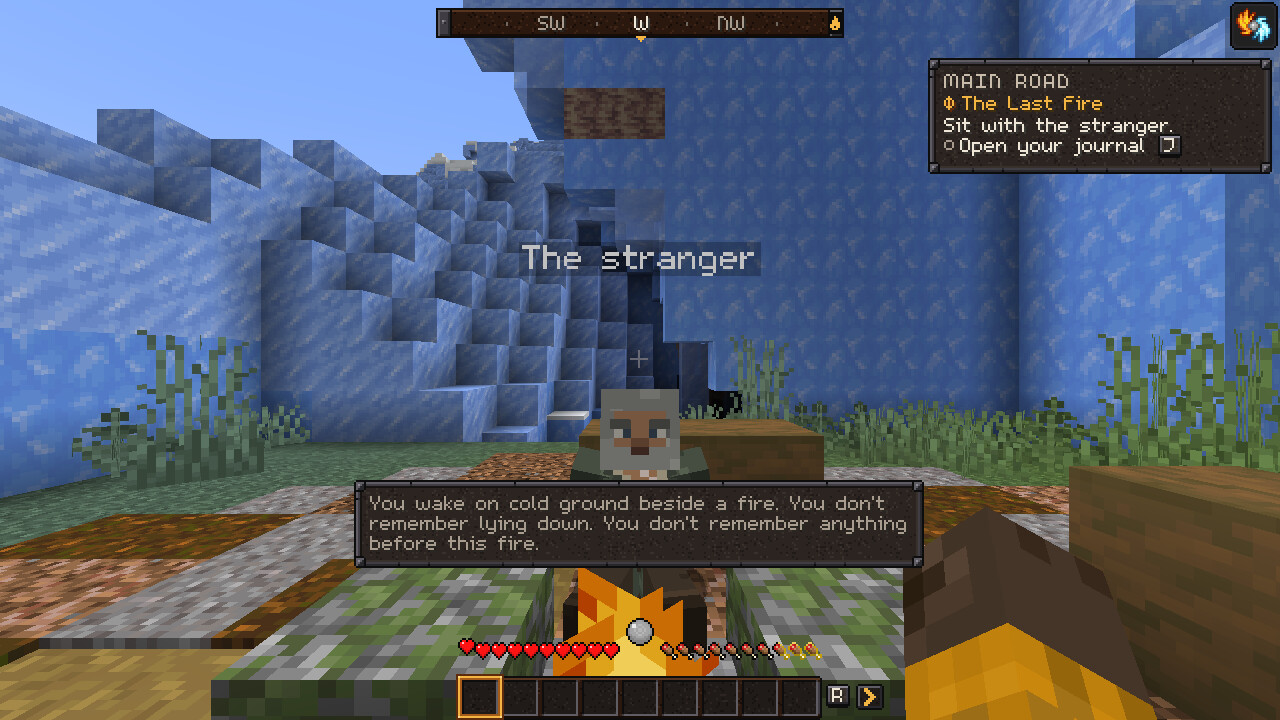 SW
W
NW
MAIN ROAD
The Last Fire
Sit with the stranger.
Open your journal J
The stranger
You wake on cold ground beside a fire. You don't
remember lying down. You don't remember anything
before this fire.
R